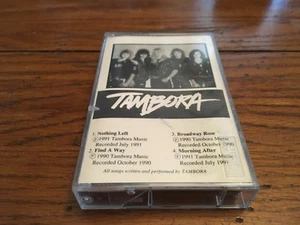 TAMBORA
1. Nothing Left
Ⓟ 1991 Tambora Music
Recorded July 1991
2. Find A Way
Ⓟ 1990 Tambora Music
Recorded October 1990
3. Broadway Rose
Ⓟ 1990 Tambora Music
Recorded October 1990
4. Morning After
Ⓟ 1991 Tambora Music
Recorded July 1991
All songs written and performed by TAMBORA